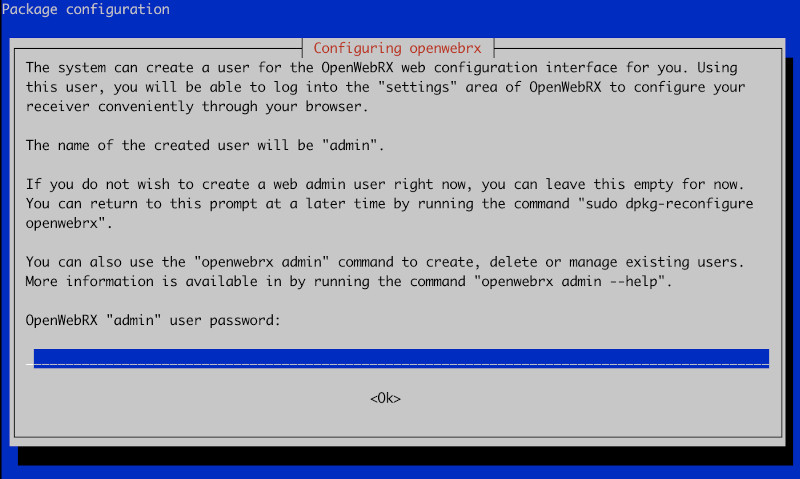 Package configuration
Configuring openwebrx
The system can create a user for the OpenWebRX web configuration interface for you. Using
this user, you will be able to log into the "settings" area of OpenWebRX to configure your
receiver conveniently through your browser.
The name of the created user will be "admin".
If you do not wish to create a web admin user right now, you can leave this empty for now.
You can return to this prompt at a later time by running the command "sudo dpkg-reconfigure
openwebrx".
You can also use the "openwebrx admin" command to create, delete or manage existing users.
More information is available in by running the command "openwebrx admin --help".
OpenWebRX "admin" user password:
<Ok>